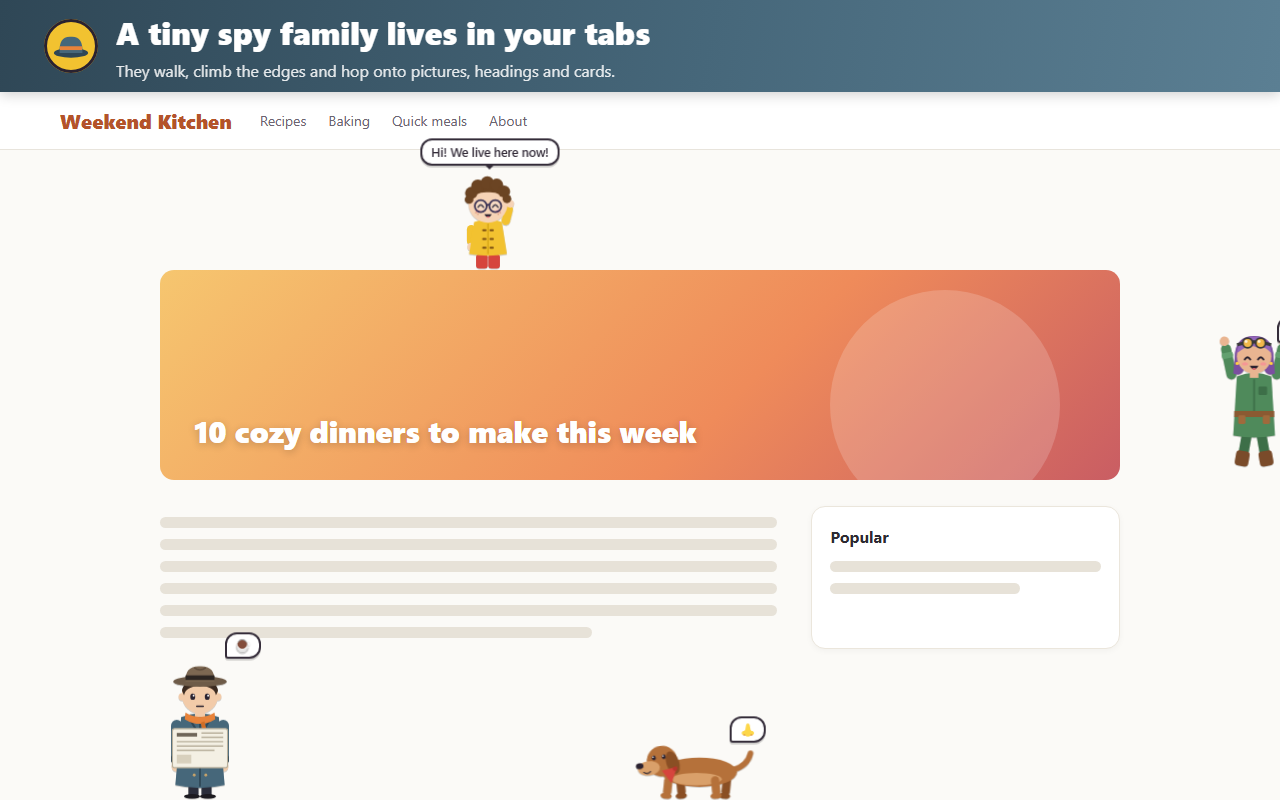 A tiny spy family lives in your tabs
They walk, climb the edges and hop onto pictures, headings and cards.
Weekend Kitchen Recipes Baking Quick meals About
Hi! We live here now!
10 cozy dinners to make this week
Popular